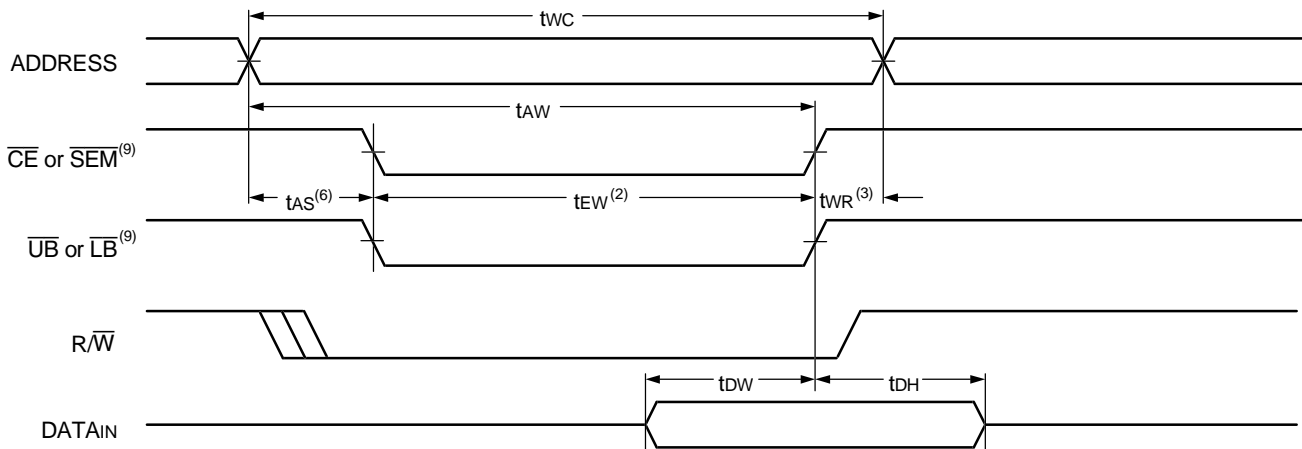 tWC
ADDRESS
tAW
CE or SEM(9)
tAS(6) tEW(2) tWR(3)
UB or LB(9)
R/W
tDW tDH
DATAIN